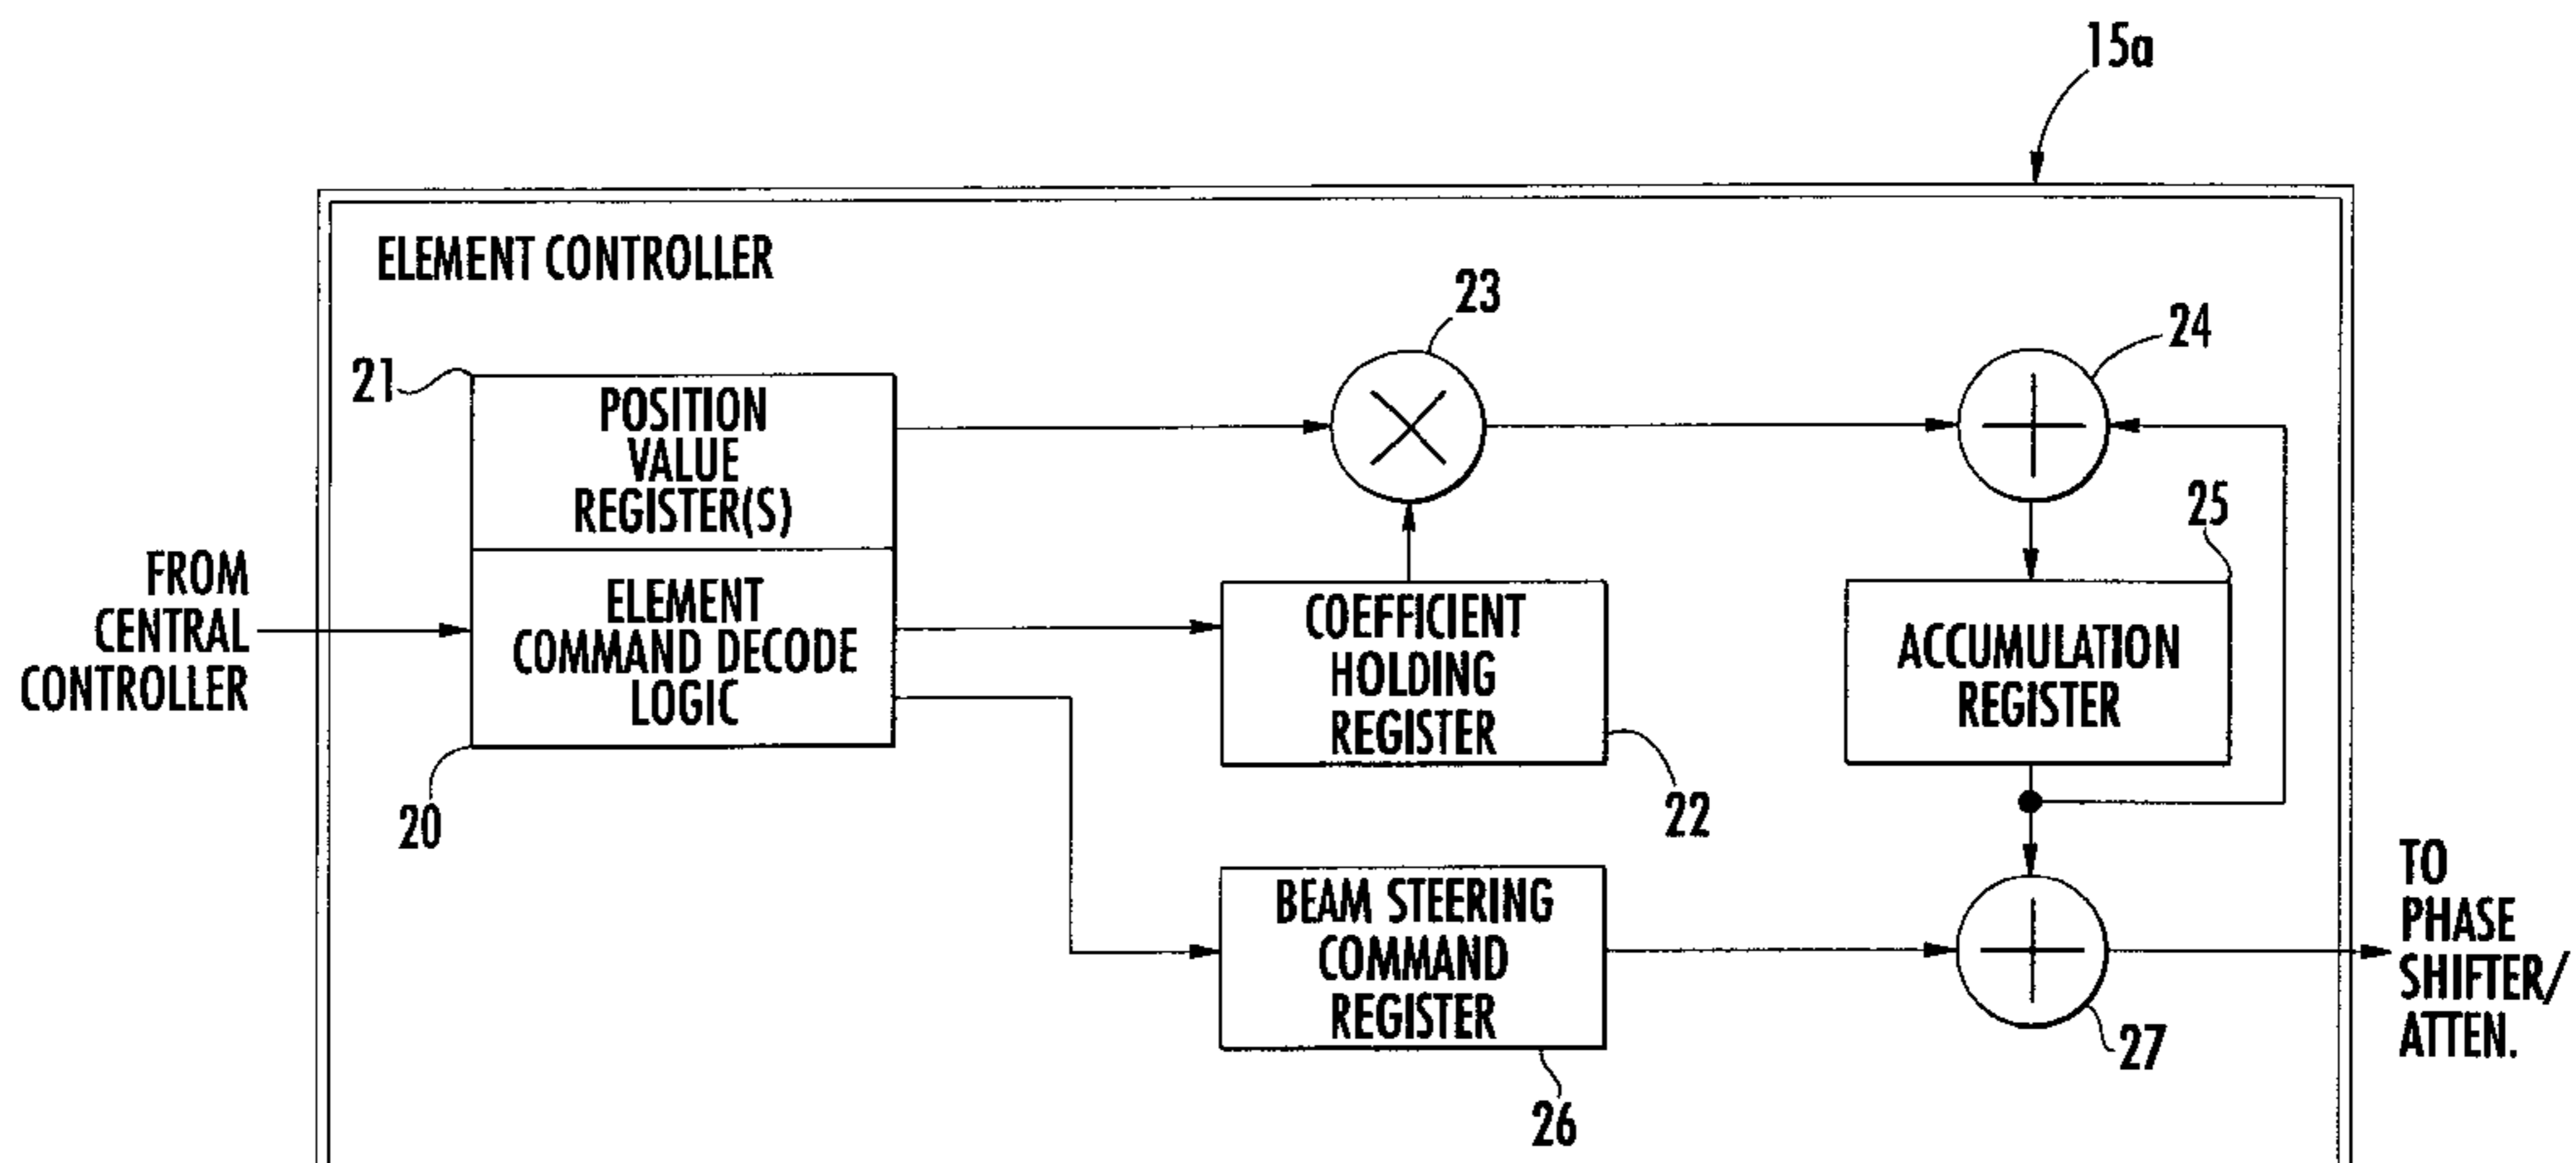 15a
ELEMENT CONTROLLER
23
24
21
POSITION
VALUE
REGISTER(S)
25
FROM
CENTRAL
CONTROLLER
ELEMENT
COMMAND DECODE
LOGIC
COEFFICIENT
HOLDING
REGISTER
ACCUMULATION
REGISTER
20
22
BEAM STEERING
COMMAND
REGISTER
TO
PHASE
SHIFTER/
ATTEN.
27
26